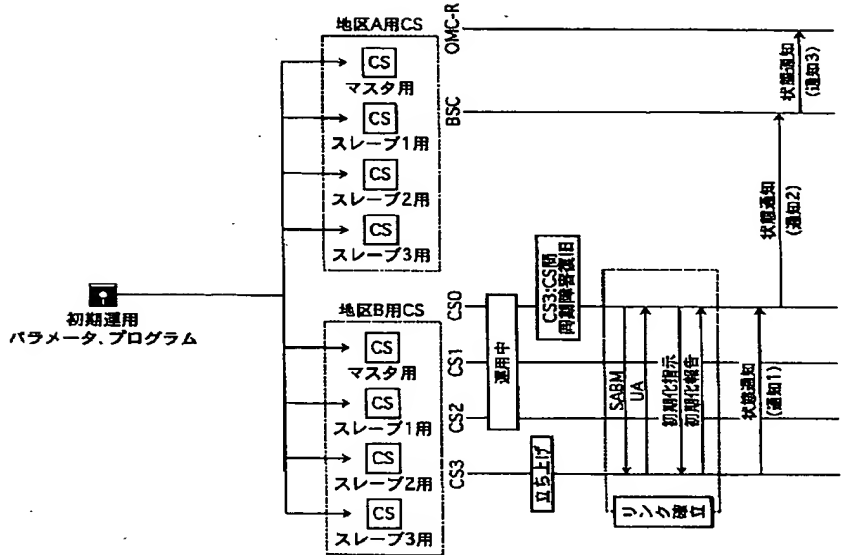 初期運用
パラメータ、プログラム
地区A用CS
CS
マスタ用
CS
スレーブ1用
CS
スレーブ2用
CS
スレーブ3用
地区B用CS
CS
マスタ用
CS
スレーブ1用
CS
スレーブ2用
CS
スレーブ3用
OMC-R
BSC
CS0
CS1
CS2
CS3
運用中
CS3:CS間
同期障害復旧
立ち上げ
SABM
UA
初期化指示
初期化報告
リンク確立
状態通知
(通知1)
状態通知
(通知2)
状態通知
(通知3)